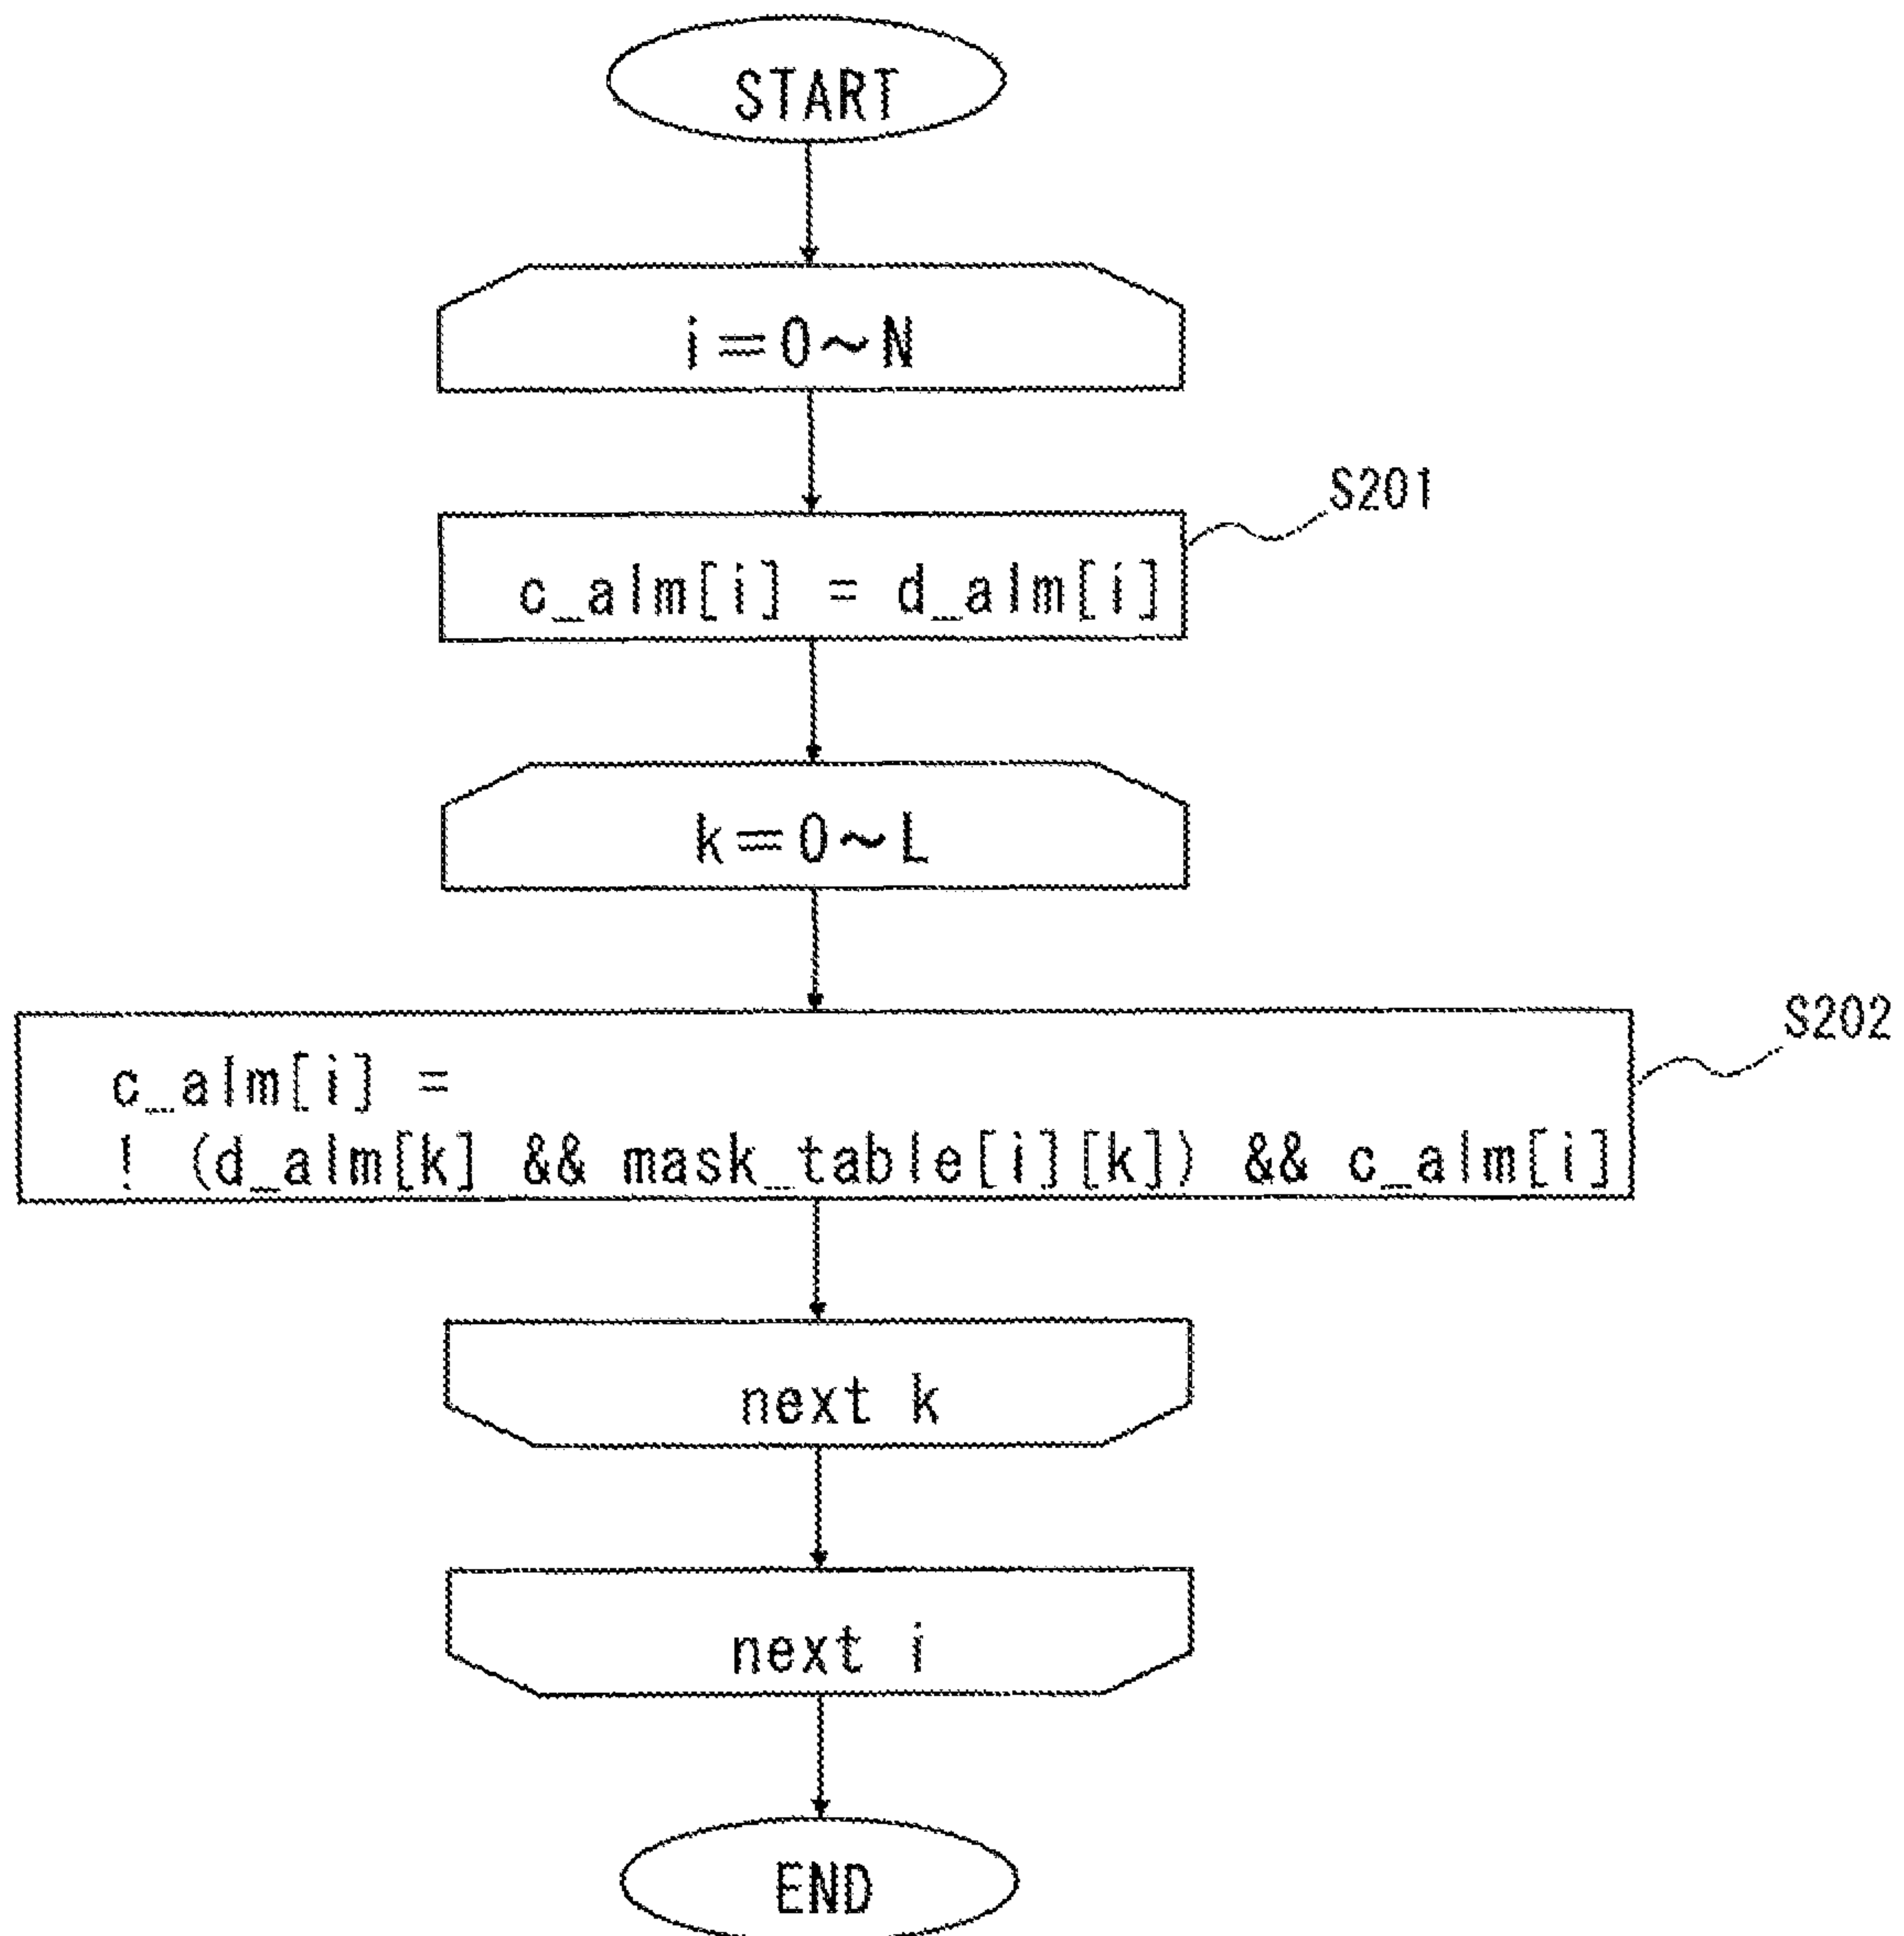 START
i=0~N
S201
c_alm[i] = d_alm[i]
k=0~L
S202
c_alm[i] =
! (d_alm[k] && mask_table[i][k]) && c_alm[i]
next k
next i
END